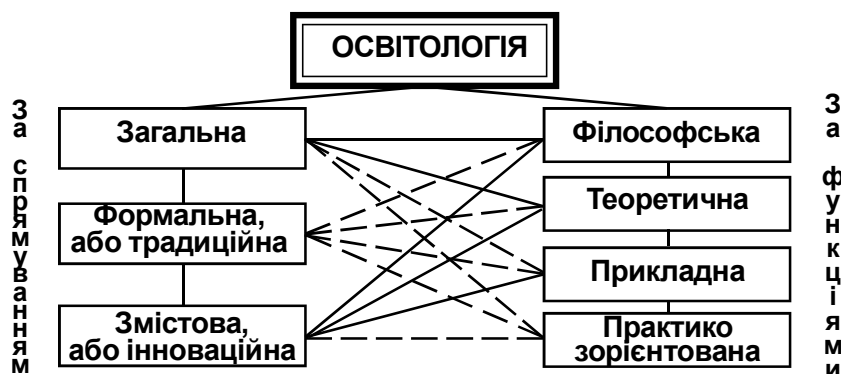 ОСВІТОЛОГІЯ
За спрямуванням
Загальна
Формальна,
або традиційна
Змістова,
або інноваційна
Філософська
Теоретична
Прикладна
Практико
зорієнтована
За функціями